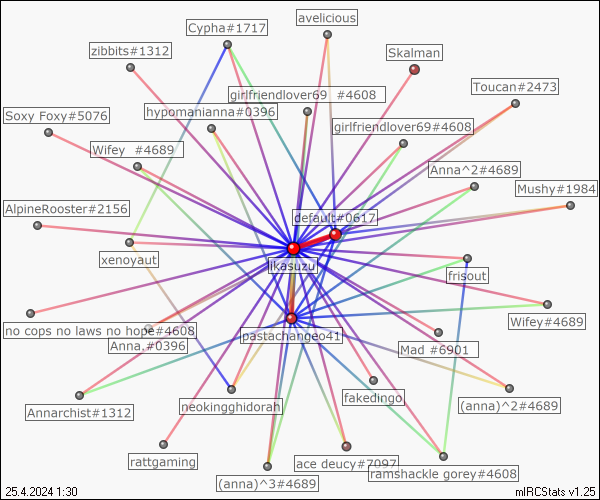 avelicious
Cypha#1717
zibbits#1312
Skalman
Toucan#2473
girlfriendlover69 #4608
hypomanianna#0396
Soxy Foxy#5076
girlfriendlover69#4608
Wifey #4689
Anna^2#4689
Mushy#1984
AlpineRooster#2156
default#0617
xenoyaut
likasuzu
frisout
no cops no laws no hope#4608
Wifey#4689
Anna.#0396
pastachangeo41
Mad #6901
Annarchist#1312
neokingghidorah
fakedingo
(anna)^2#4689
rattgaming
ace deucy#7097
ramshackle gorey#4608
(anna)^3#4689
25.4.2024 1:30
mIRCStats v1.25